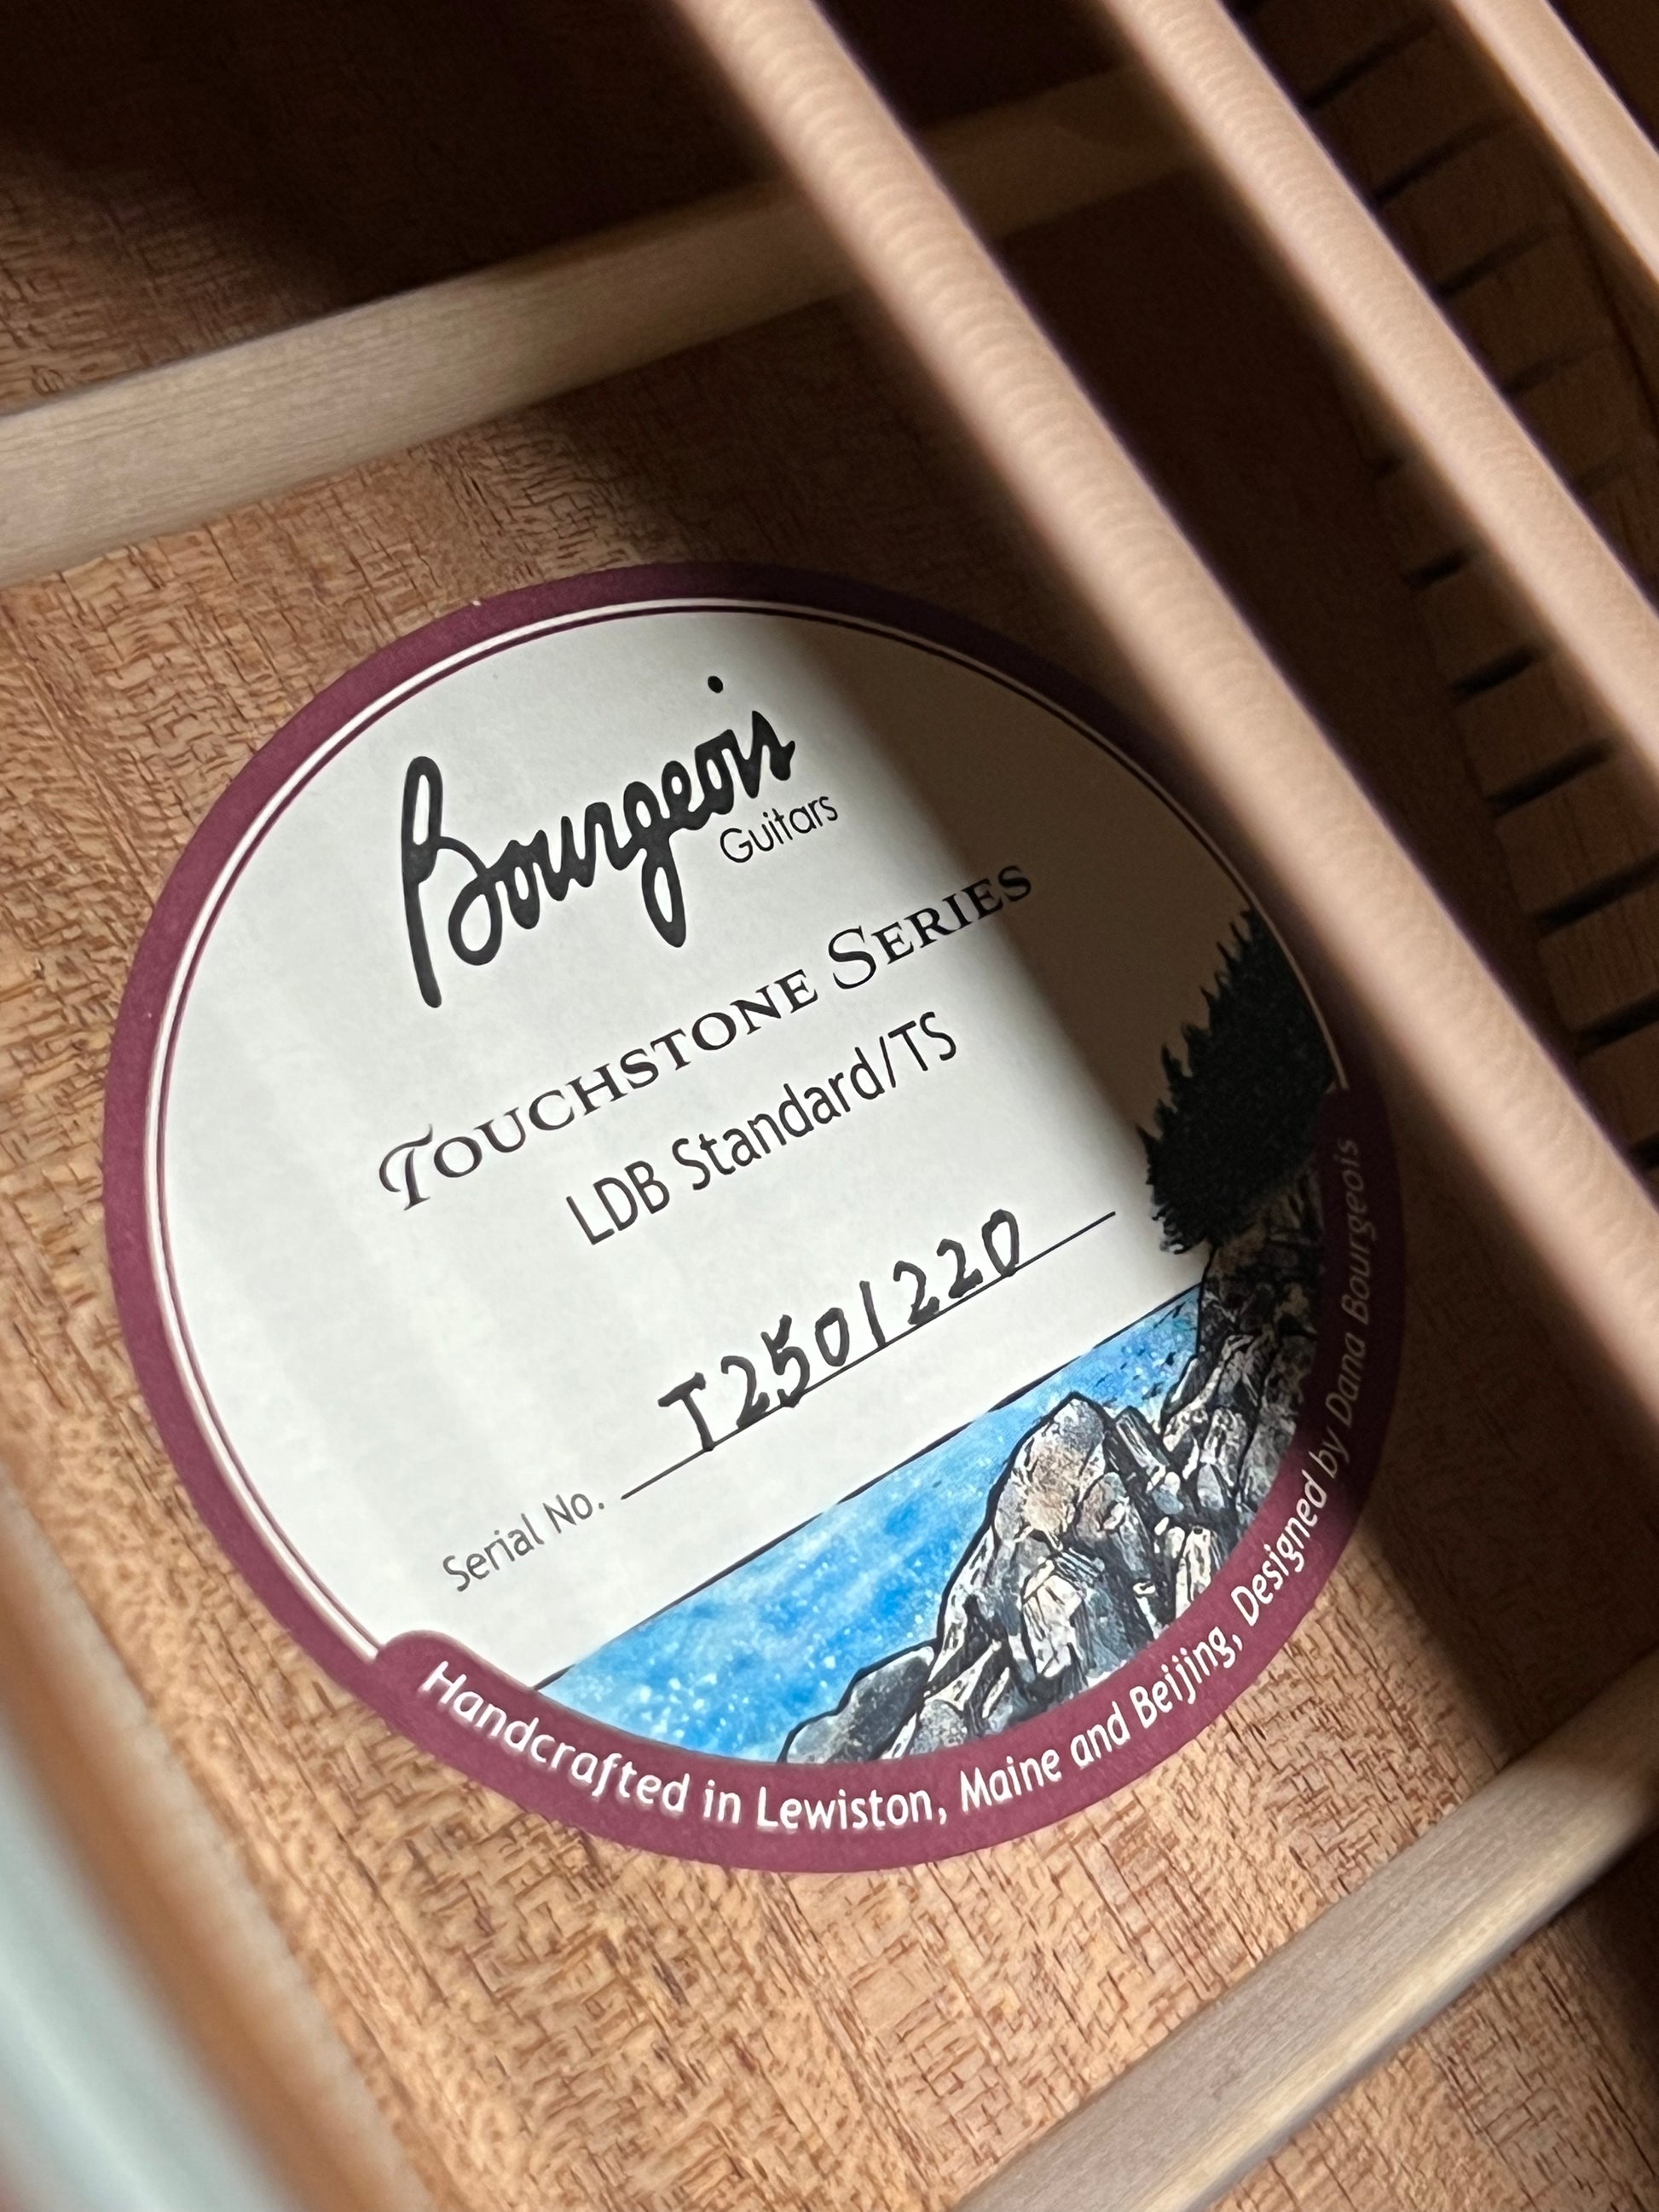 Bourgeois
Guitars
TOUCHSTONE SERIES
LDB Standard/TS
Serial No. T2501220
Handcrafted in Lewiston, Maine and Beijing, Designed by Dana Bourgeois